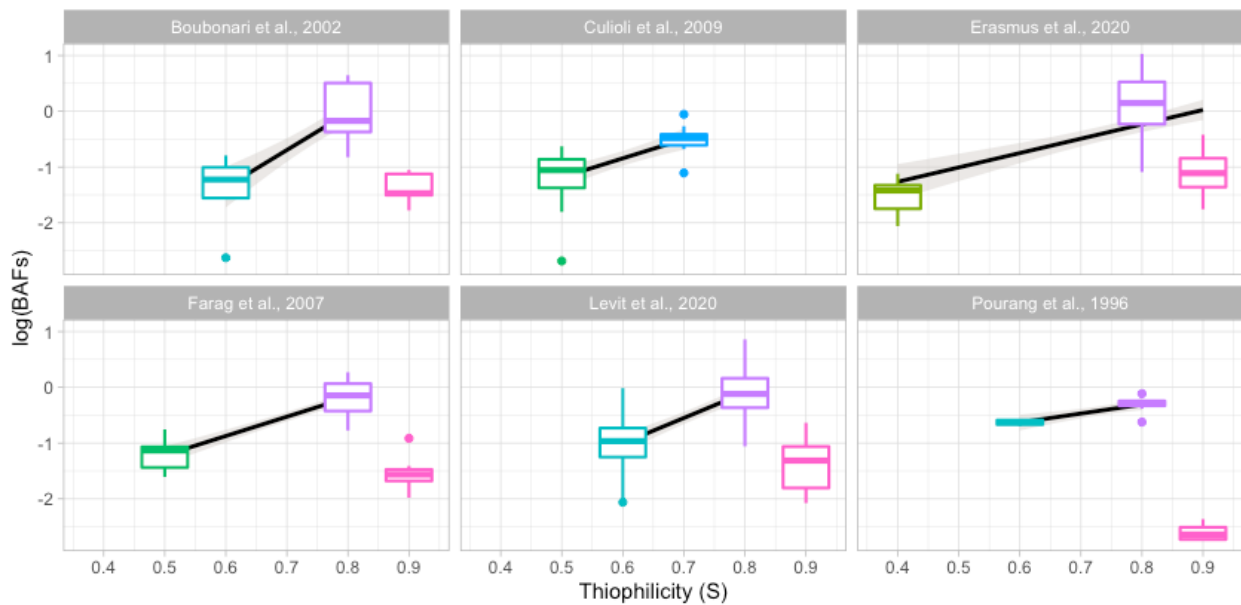 Boubonari et al., 2002
Culioli et al., 2009
Erasmus et al., 2020
1
0
-1
-2
log(BAFs)
Farag et al., 2007
Levit et al., 2020
Pourang et al., 1996
1
0
-1
-2
0.4 0.5 0.6 0.7 0.8 0.9
0.4 0.5 0.6 0.7 0.8 0.9
0.4 0.5 0.6 0.7 0.8 0.9
Thiophilicity (S)